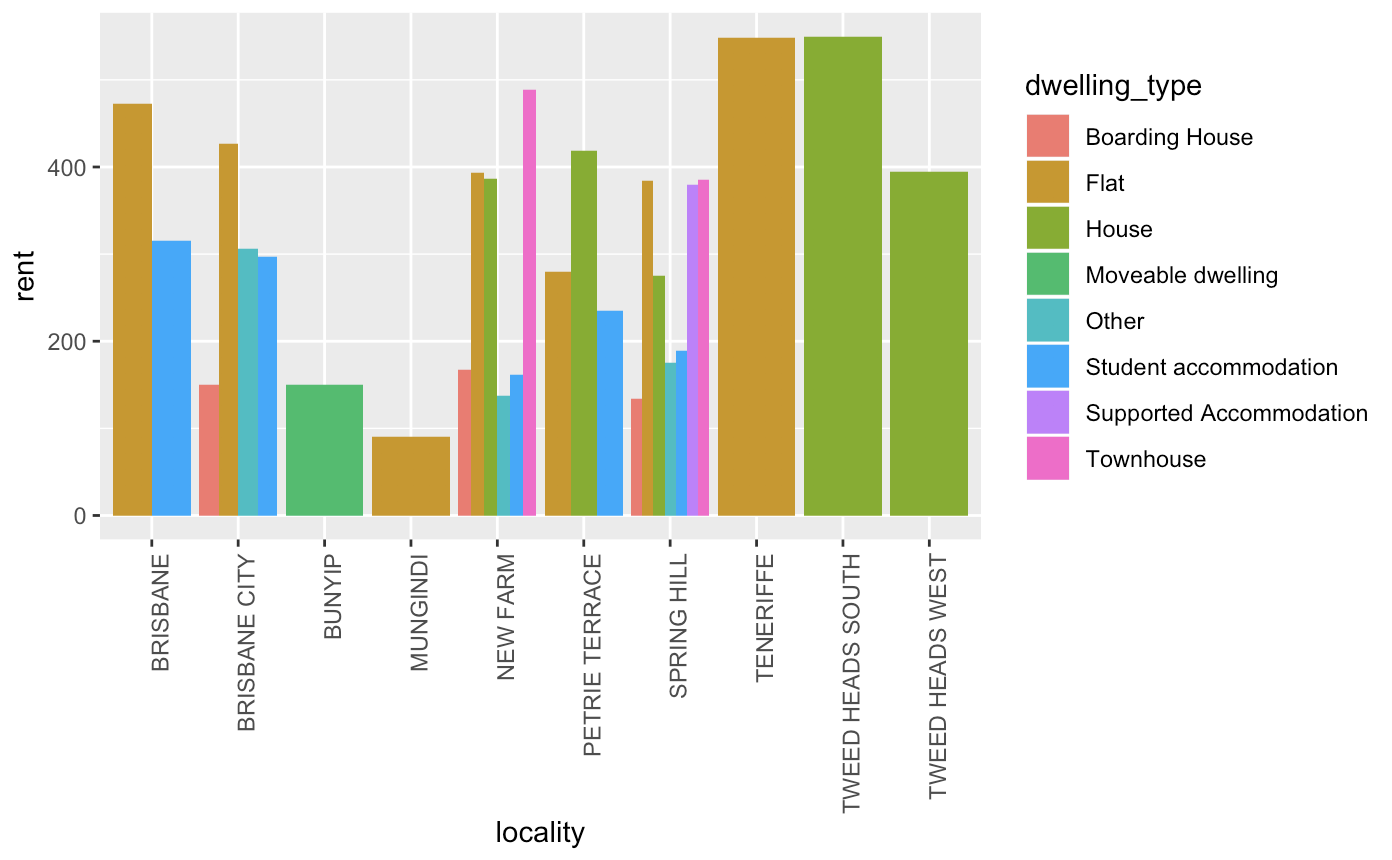 rent
400
200
0
BRISBANE
BRISBANE CITY
BUNYIP
MUNGINDI
NEW FARM
PETRIE TERRACE
SPRING HILL
TENERIFFE
TWEED HEADS SOUTH
TWEED HEADS WEST
locality
dwelling_type
Boarding House
Flat
House
Moveable dwelling
Other
Student accommodation
Supported Accommodation
Townhouse